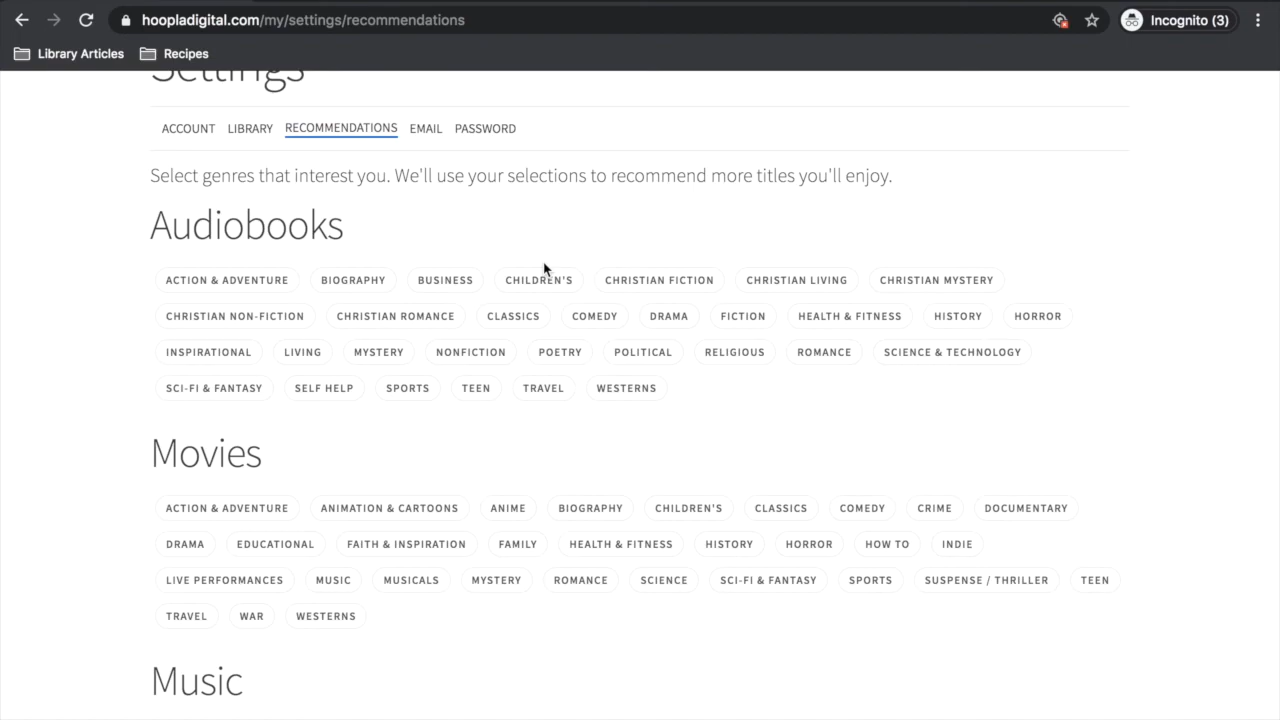 hoopladigital.com/my/settings/recommendations
Incognito (3)
Library Articles Recipes
Settings
ACCOUNT LIBRARY RECOMMENDATIONS EMAIL PASSWORD
Select genres that interest you. We'll use your selections to recommend more titles you'll enjoy.
Audiobooks
ACTION & ADVENTURE BIOGRAPHY BUSINESS CHILDREN'S CHRISTIAN FICTION CHRISTIAN LIVING CHRISTIAN MYSTERY
CHRISTIAN NON-FICTION CHRISTIAN ROMANCE CLASSICS COMEDY DRAMA FICTION HEALTH & FITNESS HISTORY HORROR
INSPIRATIONAL LIVING MYSTERY NONFICTION POETRY POLITICAL RELIGIOUS ROMANCE SCIENCE & TECHNOLOGY
SCI-FI & FANTASY SELF HELP SPORTS TEEN TRAVEL WESTERNS
Movies
ACTION & ADVENTURE ANIMATION & CARTOONS ANIME BIOGRAPHY CHILDREN'S CLASSICS COMEDY CRIME DOCUMENTARY
DRAMA EDUCATIONAL FAITH & INSPIRATION FAMILY HEALTH & FITNESS HISTORY HORROR HOW TO INDIE
LIVE PERFORMANCES MUSIC MUSICALS MYSTERY ROMANCE SCIENCE SCI-FI & FANTASY SPORTS SUSPENSE / THRILLER TEEN
TRAVEL WAR WESTERNS
Music